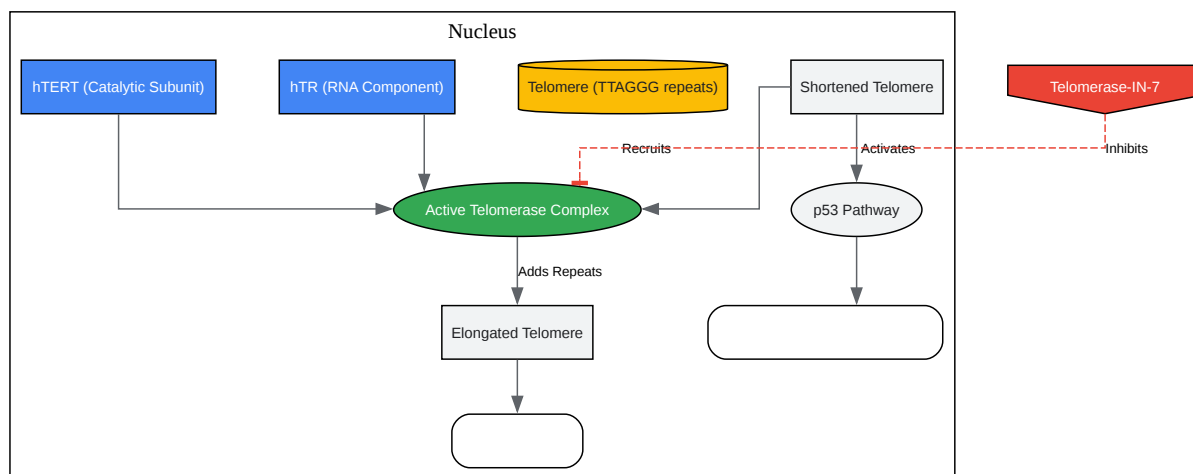 Nucleus
hTERT (Catalytic Subunit)
hTR (RNA Component)
Telomere (TTAGGG repeats)
Shortened Telomere
Telomerase-IN-7
Recruits
Activates
Inhibits
Active Telomerase Complex
p53 Pathway
Adds Repeats
Elongated Telomere